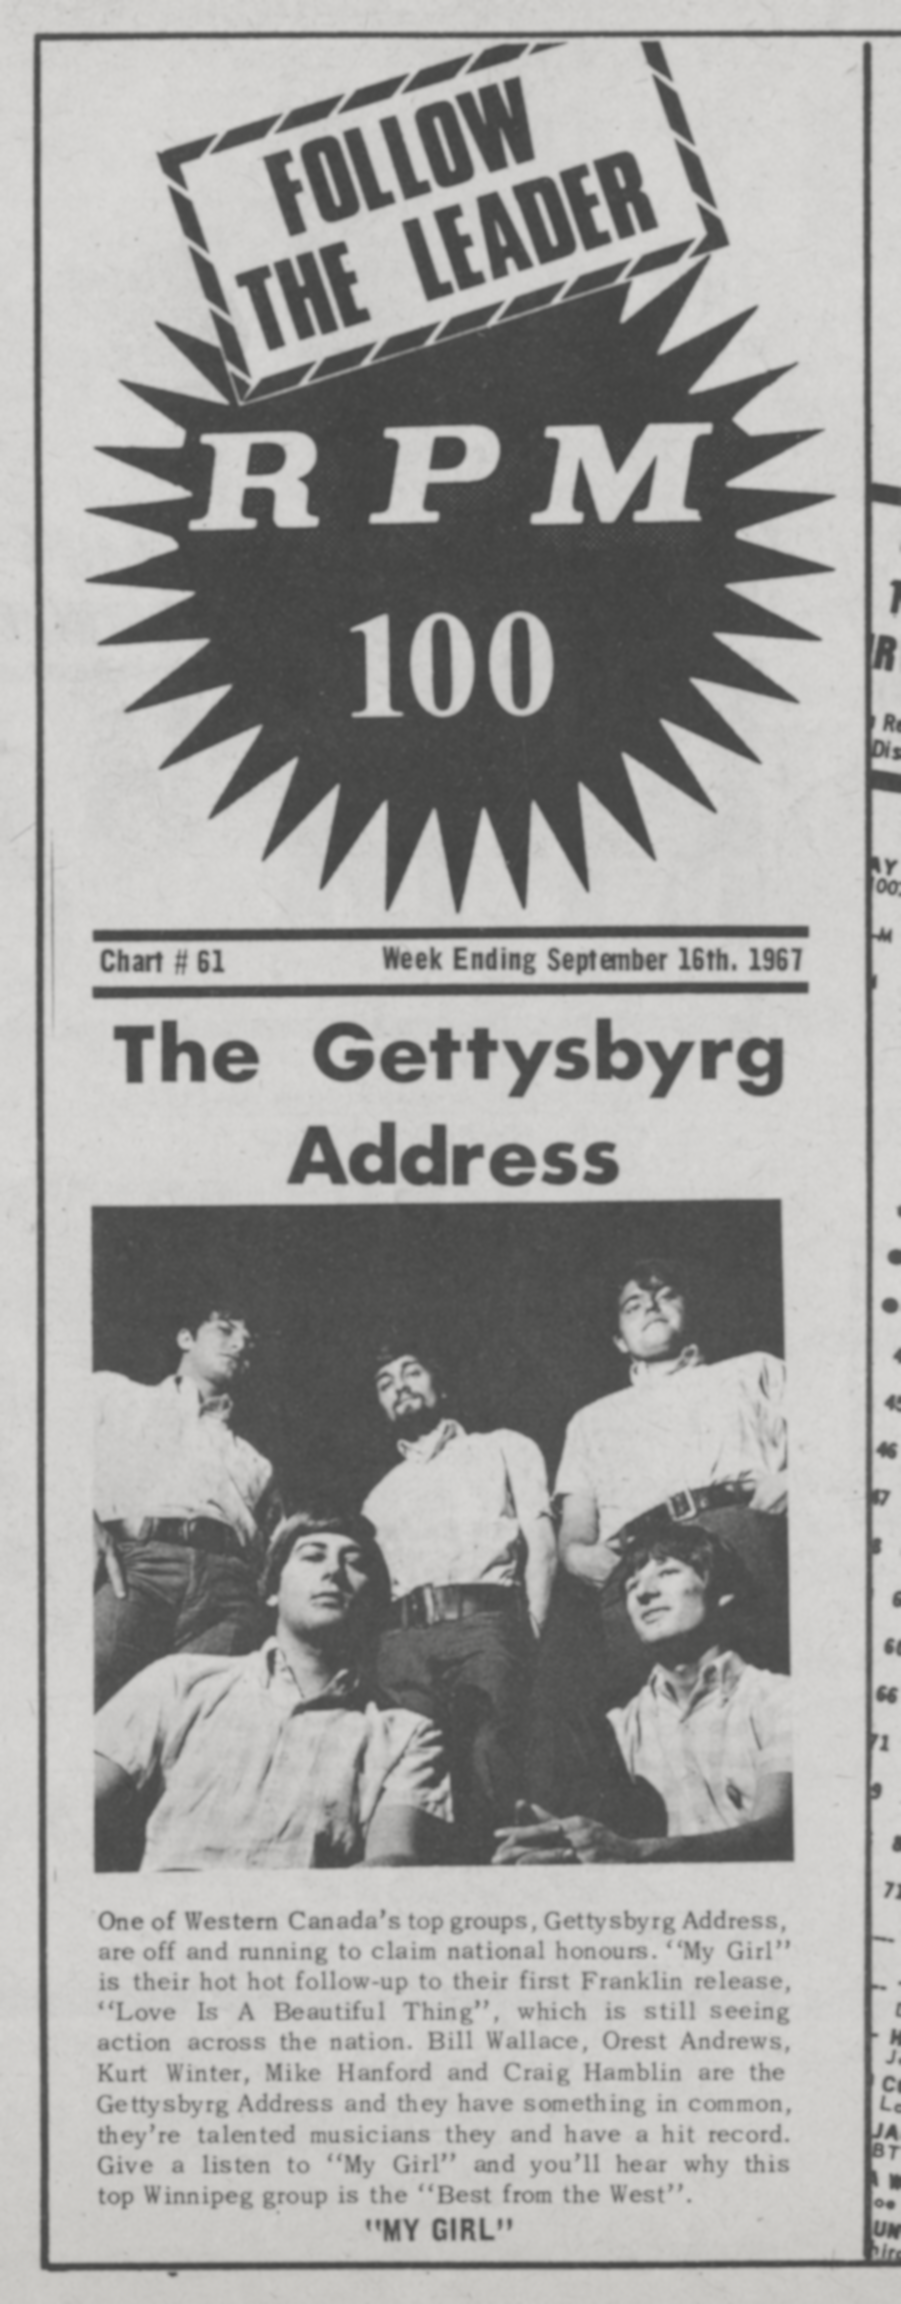 FOLLOW
THE LEADER
RPM
100
Chart # 61 Week Ending September 16th. 1967
The Gettysbyrg
Address
One of Western Canada's top groups, Gettysbyrg Address,
are off and running to claim national honours. "My Girl"
is their hot hot follow-up to their first Franklin release,
"Love Is A Beautiful Thing", which is still seeing
action across the nation. Bill Wallace, Orest Andrews,
Kurt Winter, Mike Hanford and Craig Hamblin are the
Gettysbyrg Address and they have something in common,
they're talented musicians they and have a hit record.
Give a listen to "My Girl" and you'll hear why this
top Winnipeg group is the "Best from the West".
"MY GIRL"